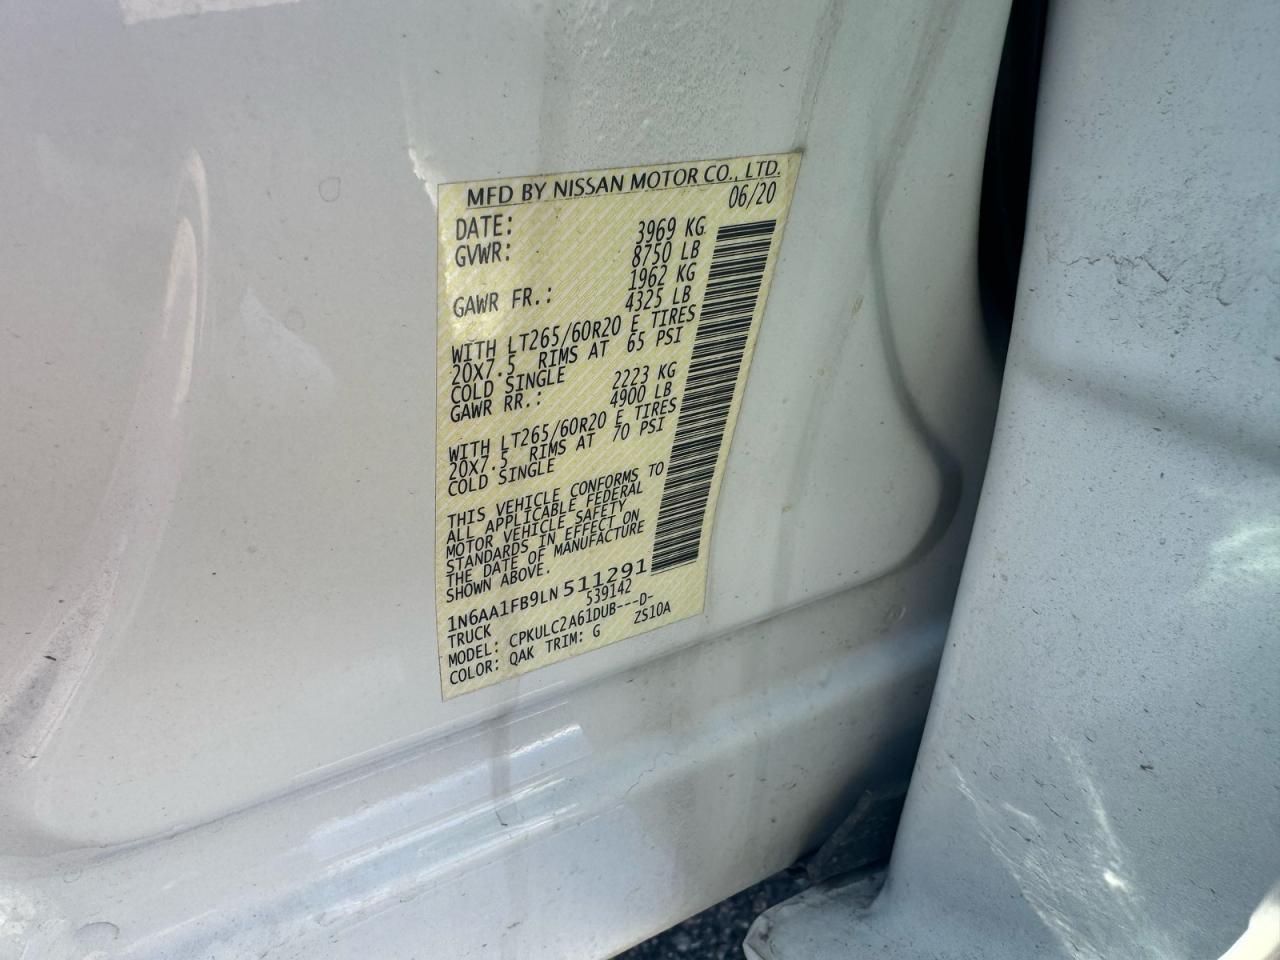 MFD BY NISSAN MOTOR CO., LTD.
DATE: 06/20
GVWR: 3969 KG
8750 LB
GAWR FR.: 1962 KG
4325 LB
WITH LT265/60R20 E TIRES
20X7.5 RIMS AT 65 PSI
COLD SINGLE
GAWR RR.: 2223 KG
4900 LB
WITH LT265/60R20 E TIRES
20X7.5 RIMS AT 70 PSI
COLD SINGLE
THIS VEHICLE CONFORMS TO
ALL APPLICABLE FEDERAL
MOTOR VEHICLE SAFETY
STANDARDS IN EFFECT ON
THE DATE OF MANUFACTURE
SHOWN ABOVE.
1N6AA1FB9LN511291
TRUCK 539142
MODEL: CPKULC2A61DUB---D-
COLOR: QAK TRIM: G ZS10A